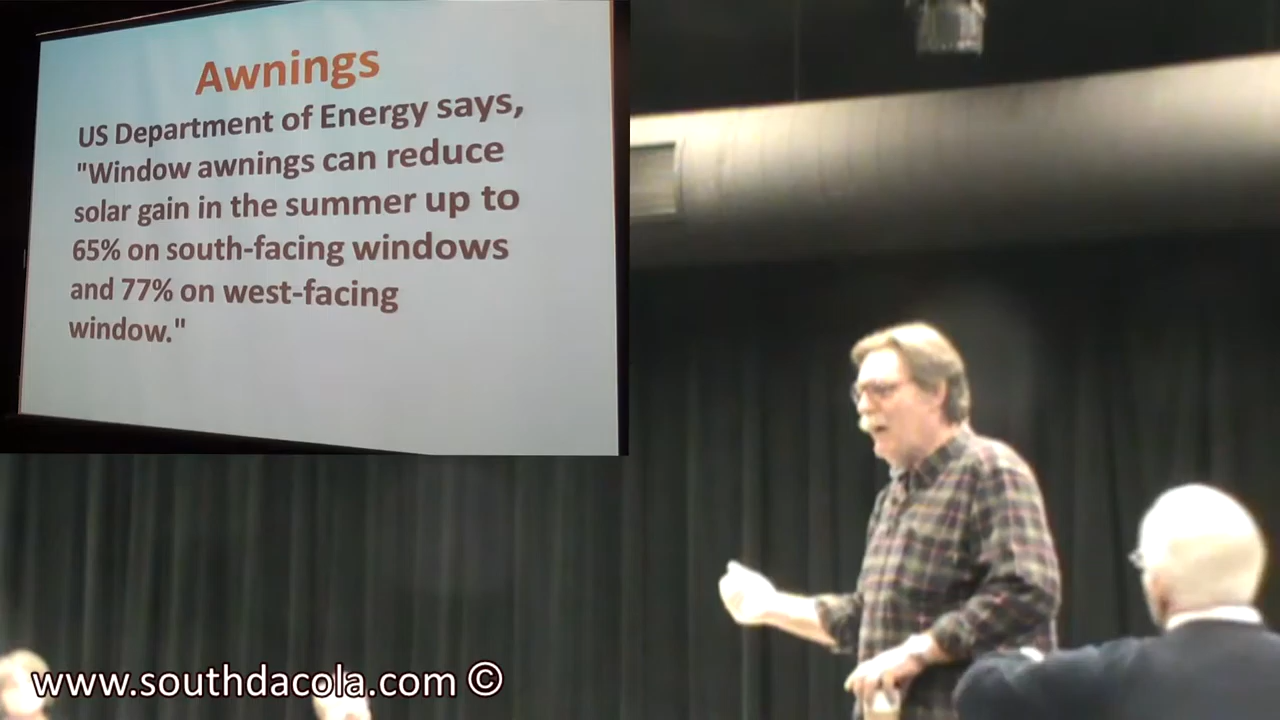 Awnings
US Department of Energy says,
"Window awnings can reduce
solar gain in the summer up to
65% on south-facing windows
and 77% on west-facing
window."
www.southdacola.com ©